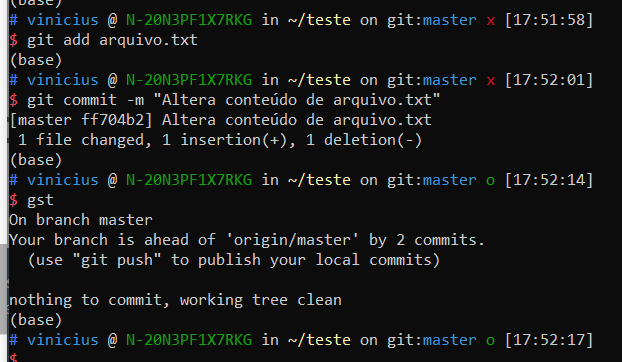 (base)
# vinicius @ N-20N3PF1X7RKG in ~/teste on git:master x [17:51:58]
$ git add arquivo.txt
(base)
# vinicius @ N-20N3PF1X7RKG in ~/teste on git:master x [17:52:01]
$ git commit -m "Altera conteúdo de arquivo.txt"
[master ff704b2] Altera conteúdo de arquivo.txt
 1 file changed, 1 insertion(+), 1 deletion(-)
(base)
# vinicius @ N-20N3PF1X7RKG in ~/teste on git:master o [17:52:14]
$ gst
On branch master
Your branch is ahead of 'origin/master' by 2 commits.
  (use "git push" to publish your local commits)

nothing to commit, working tree clean
(base)
# vinicius @ N-20N3PF1X7RKG in ~/teste on git:master o [17:52:17]
$